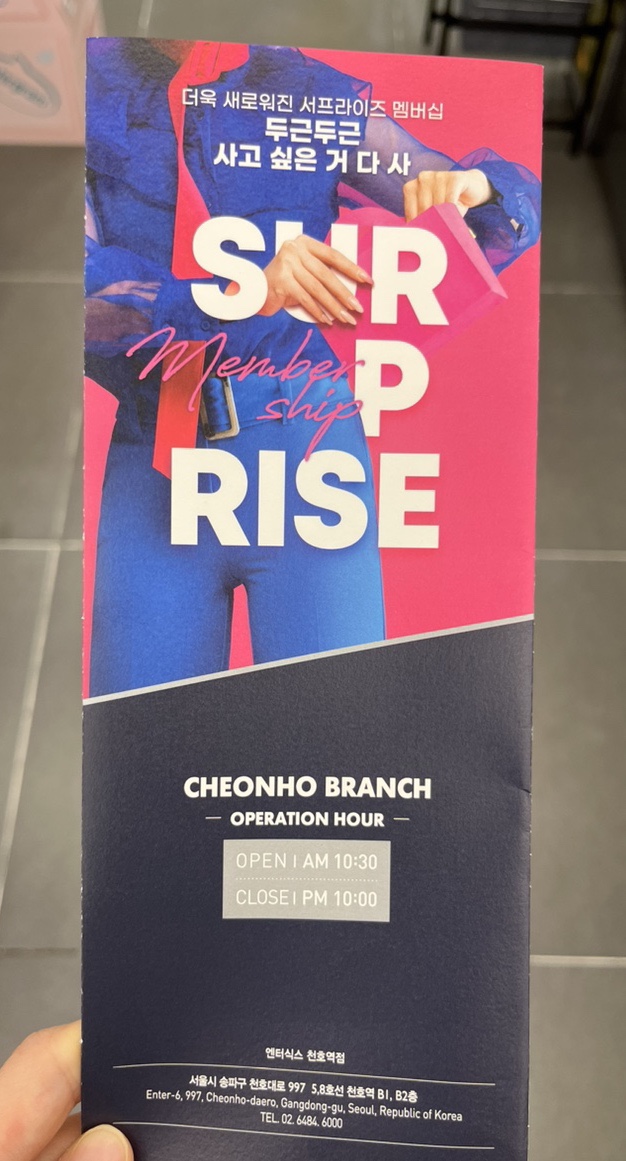 더욱 새로워진 서프라이즈 멤버십
두근두근
사고 싶은 거 다 사
SUR
P
RISE
Member
ship
CHEONHO BRANCH
— OPERATION HOUR —
OPEN | AM 10:30
CLOSE | PM 10:00
엔터식스 천호역점
서울시 송파구 천호대로 997 5,8호선 천호역 B1, B2층
Enter-6, 997, Cheonho-daero, Gangdong-gu, Seoul, Republic of Korea
TEL. 02. 6484. 6000